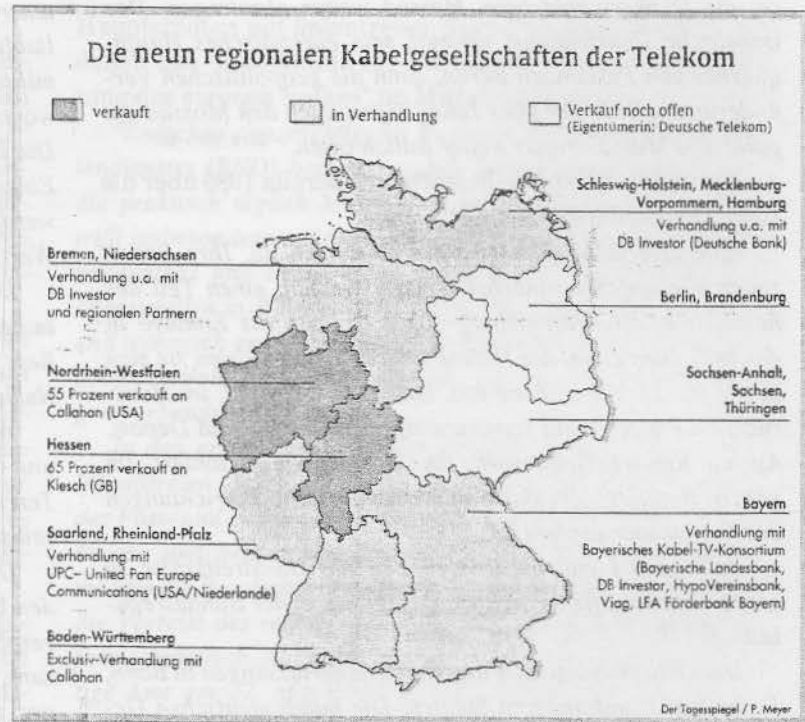 Die neun regionalen Kabelgesellschaften der Telekom
verkauft
in Verhandlung
Verkauf noch offen
(Eigentümerin: Deutsche Telekom)
Schleswig-Holstein, Mecklenburg-
Vorpommern, Hamburg
Verhandlung u.a. mit
DB Investor (Deutsche Bank)
Bremen, Niedersachsen
Verhandlung u.a. mit
DB Investor
und regionalen Partnern
Berlin, Brandenburg
Nordrhein-Westfalen
55 Prozent verkauft an
Callahan (USA)
Sachsen-Anhalt,
Sachsen,
Thüringen
Hessen
65 Prozent verkauft an
Klesch (GB)
Bayern
Verhandlung mit
Bayerisches Kabel-TV-Konsortium
(Bayerische Landesbank,
DB Investor, HypoVereinsbank,
Viag, LFA Förderbank Bayern)
Saarland, Rheinland-Pfalz
Verhandlung mit
UPC– United Pan Europe
Communications (USA/Niederlande)
Baden-Württemberg
Exclusiv-Verhandlung mit
Callahan
Der Tagesspiegel / P. Meyer